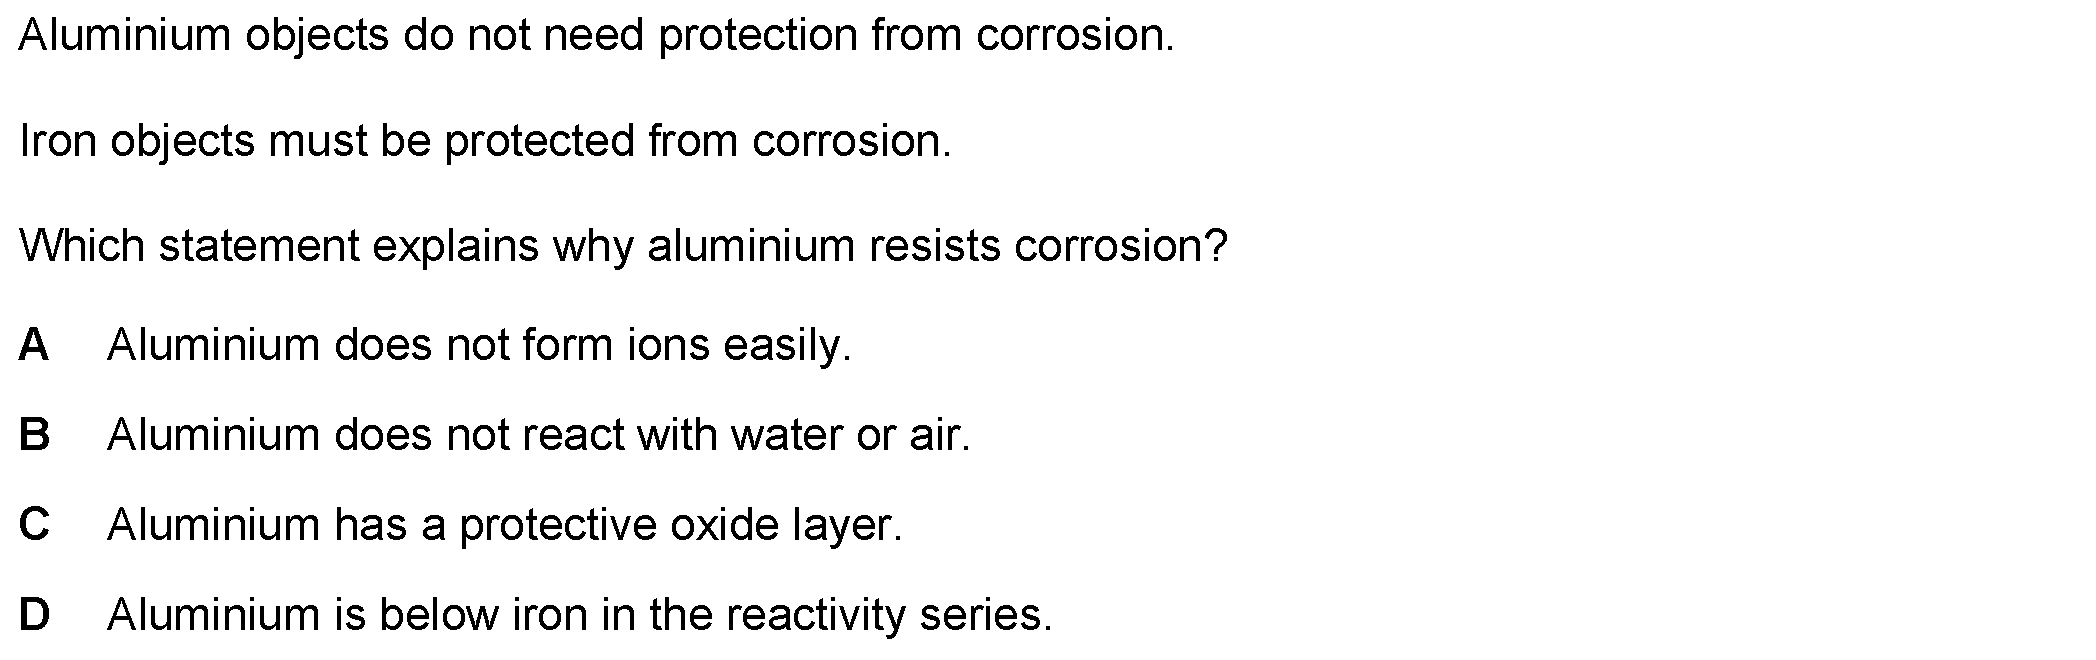 Aluminium objects do not need protection from corrosion.
Iron objects must be protected from corrosion.
Which statement explains why aluminium resists corrosion?
A Aluminium does not form ions easily.
B Aluminium does not react with water or air.
C Aluminium has a protective oxide layer.
D Aluminium is below iron in the reactivity series.